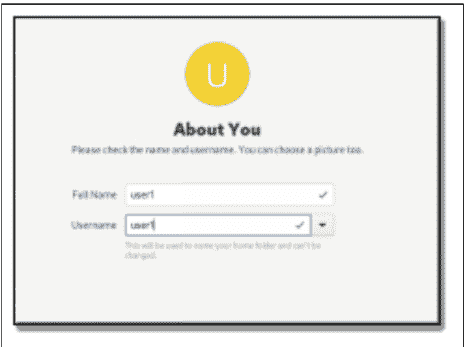 U
About You
Please check the name and username. You can choose a picture too.
Full Name user1
Username user1
This will be used to name your home folder and can't be
changed.